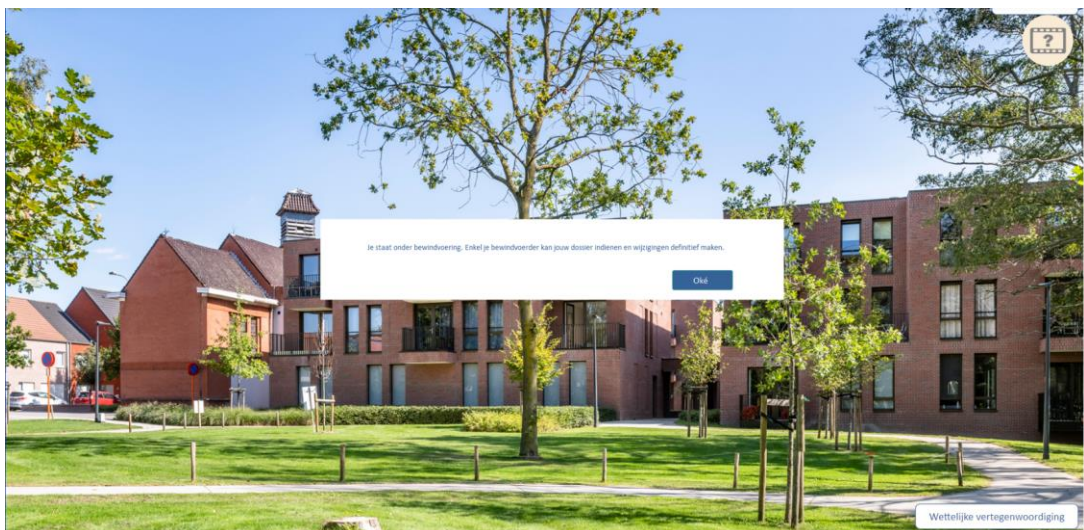 ?
Je staat onder bewindvoering. Enkel je bewindvoerder kan jouw dossier indienen en wijzigingen definitief maken.
Oké
Wettelijke vertegenwoordiging